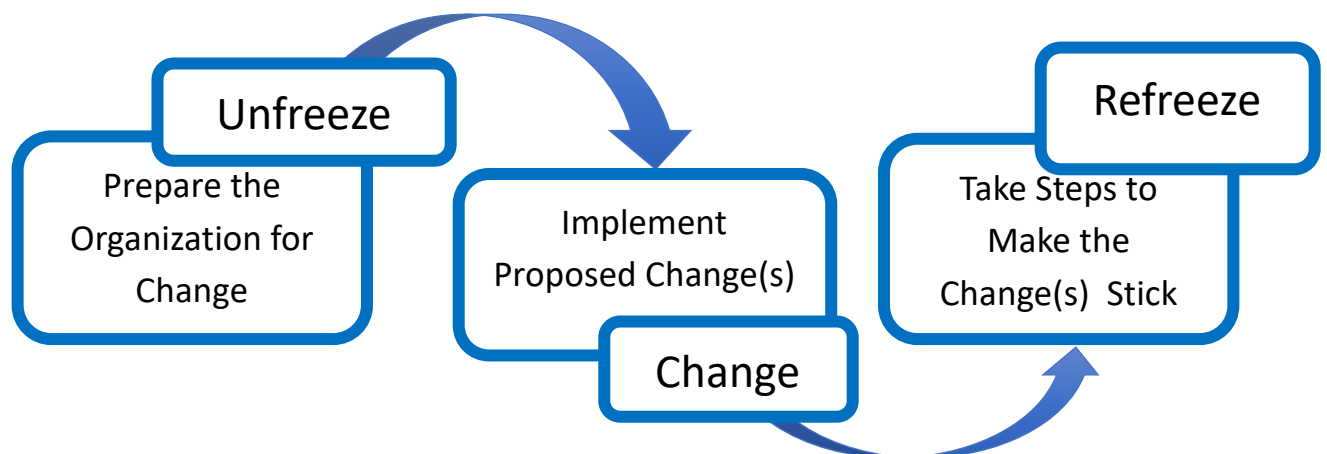 Unfreeze
Prepare the
Organization for
Change
Implement
Proposed Change(s)
Change
Refreeze
Take Steps to
Make the
Change(s) Stick